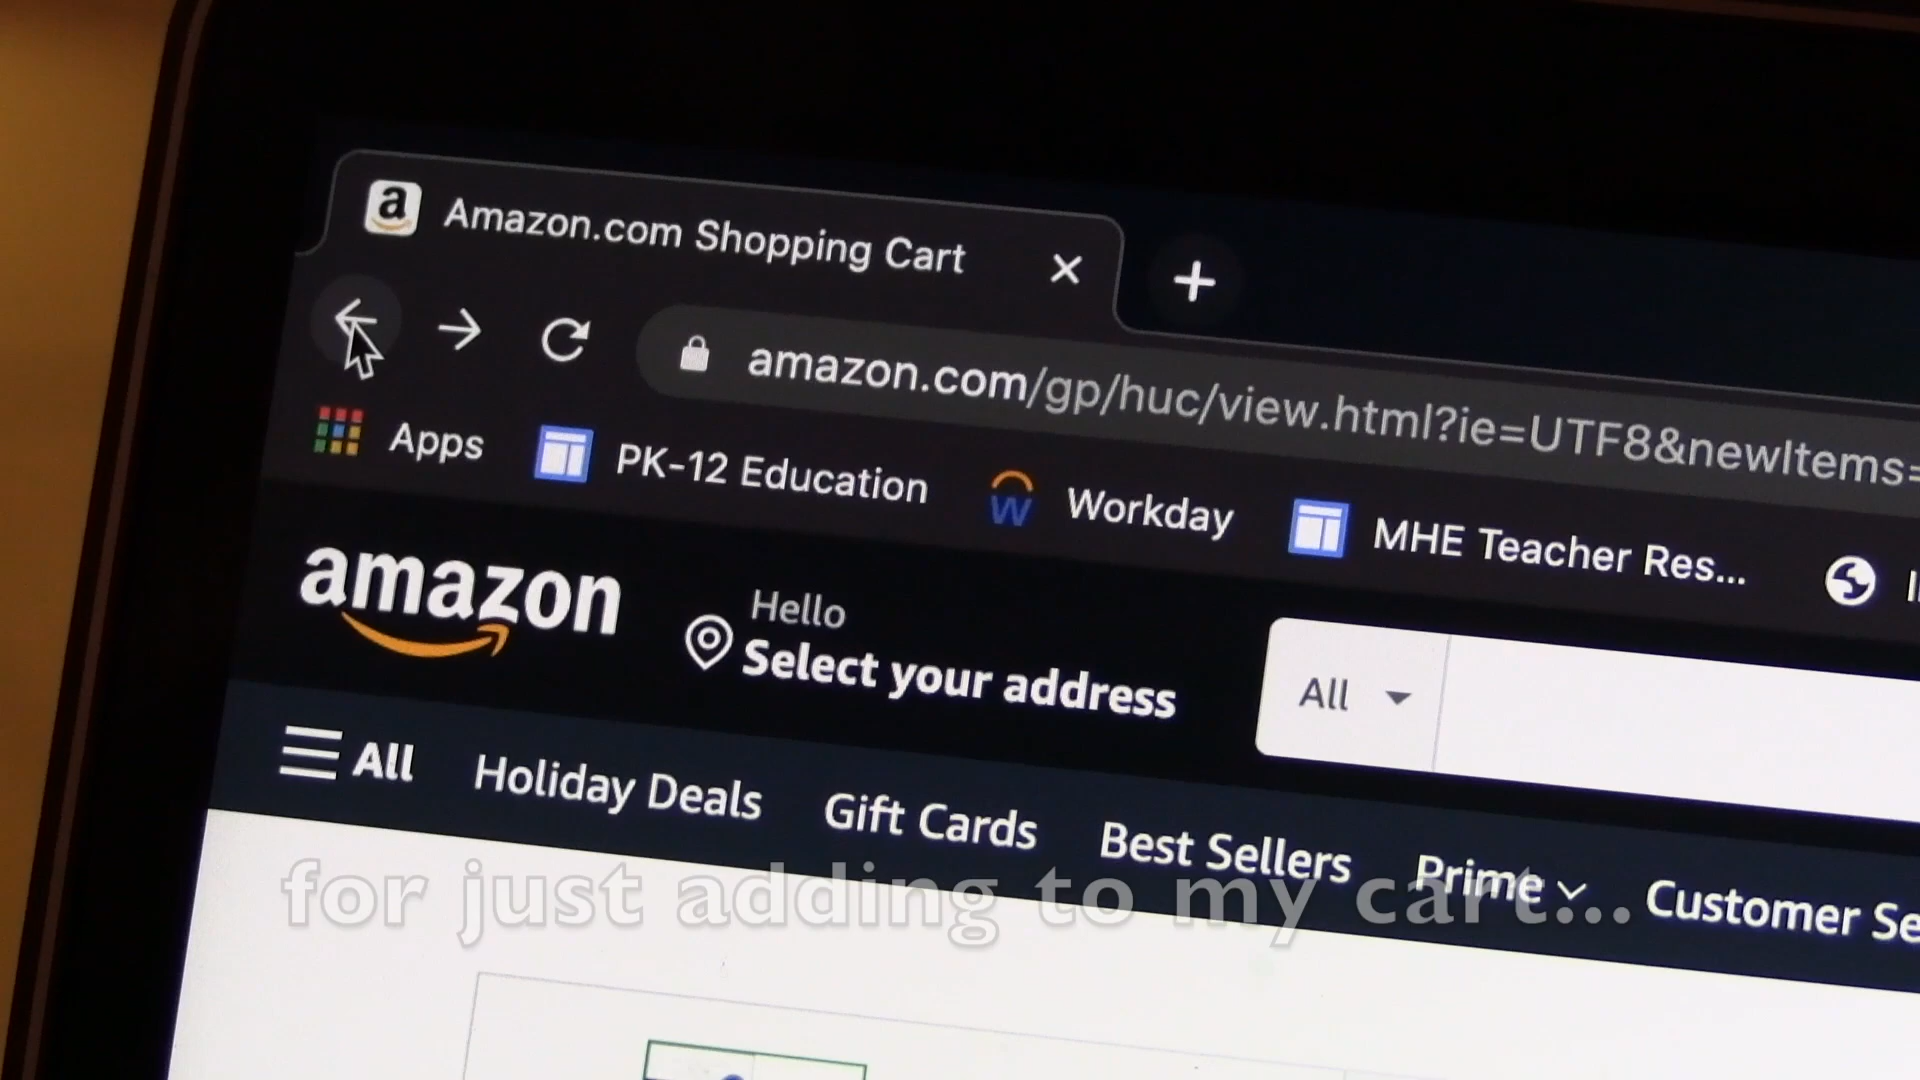 Amazon.com Shopping Cart
amazon.com/gp/huc/view.html?ie=UTF8&newItems=
Apps PK-12 Education Workday MHE Teacher Res...
amazon Hello
Select your address
All
All Holiday Deals Gift Cards Best Sellers Prime Customer Se
for just adding to my cart...